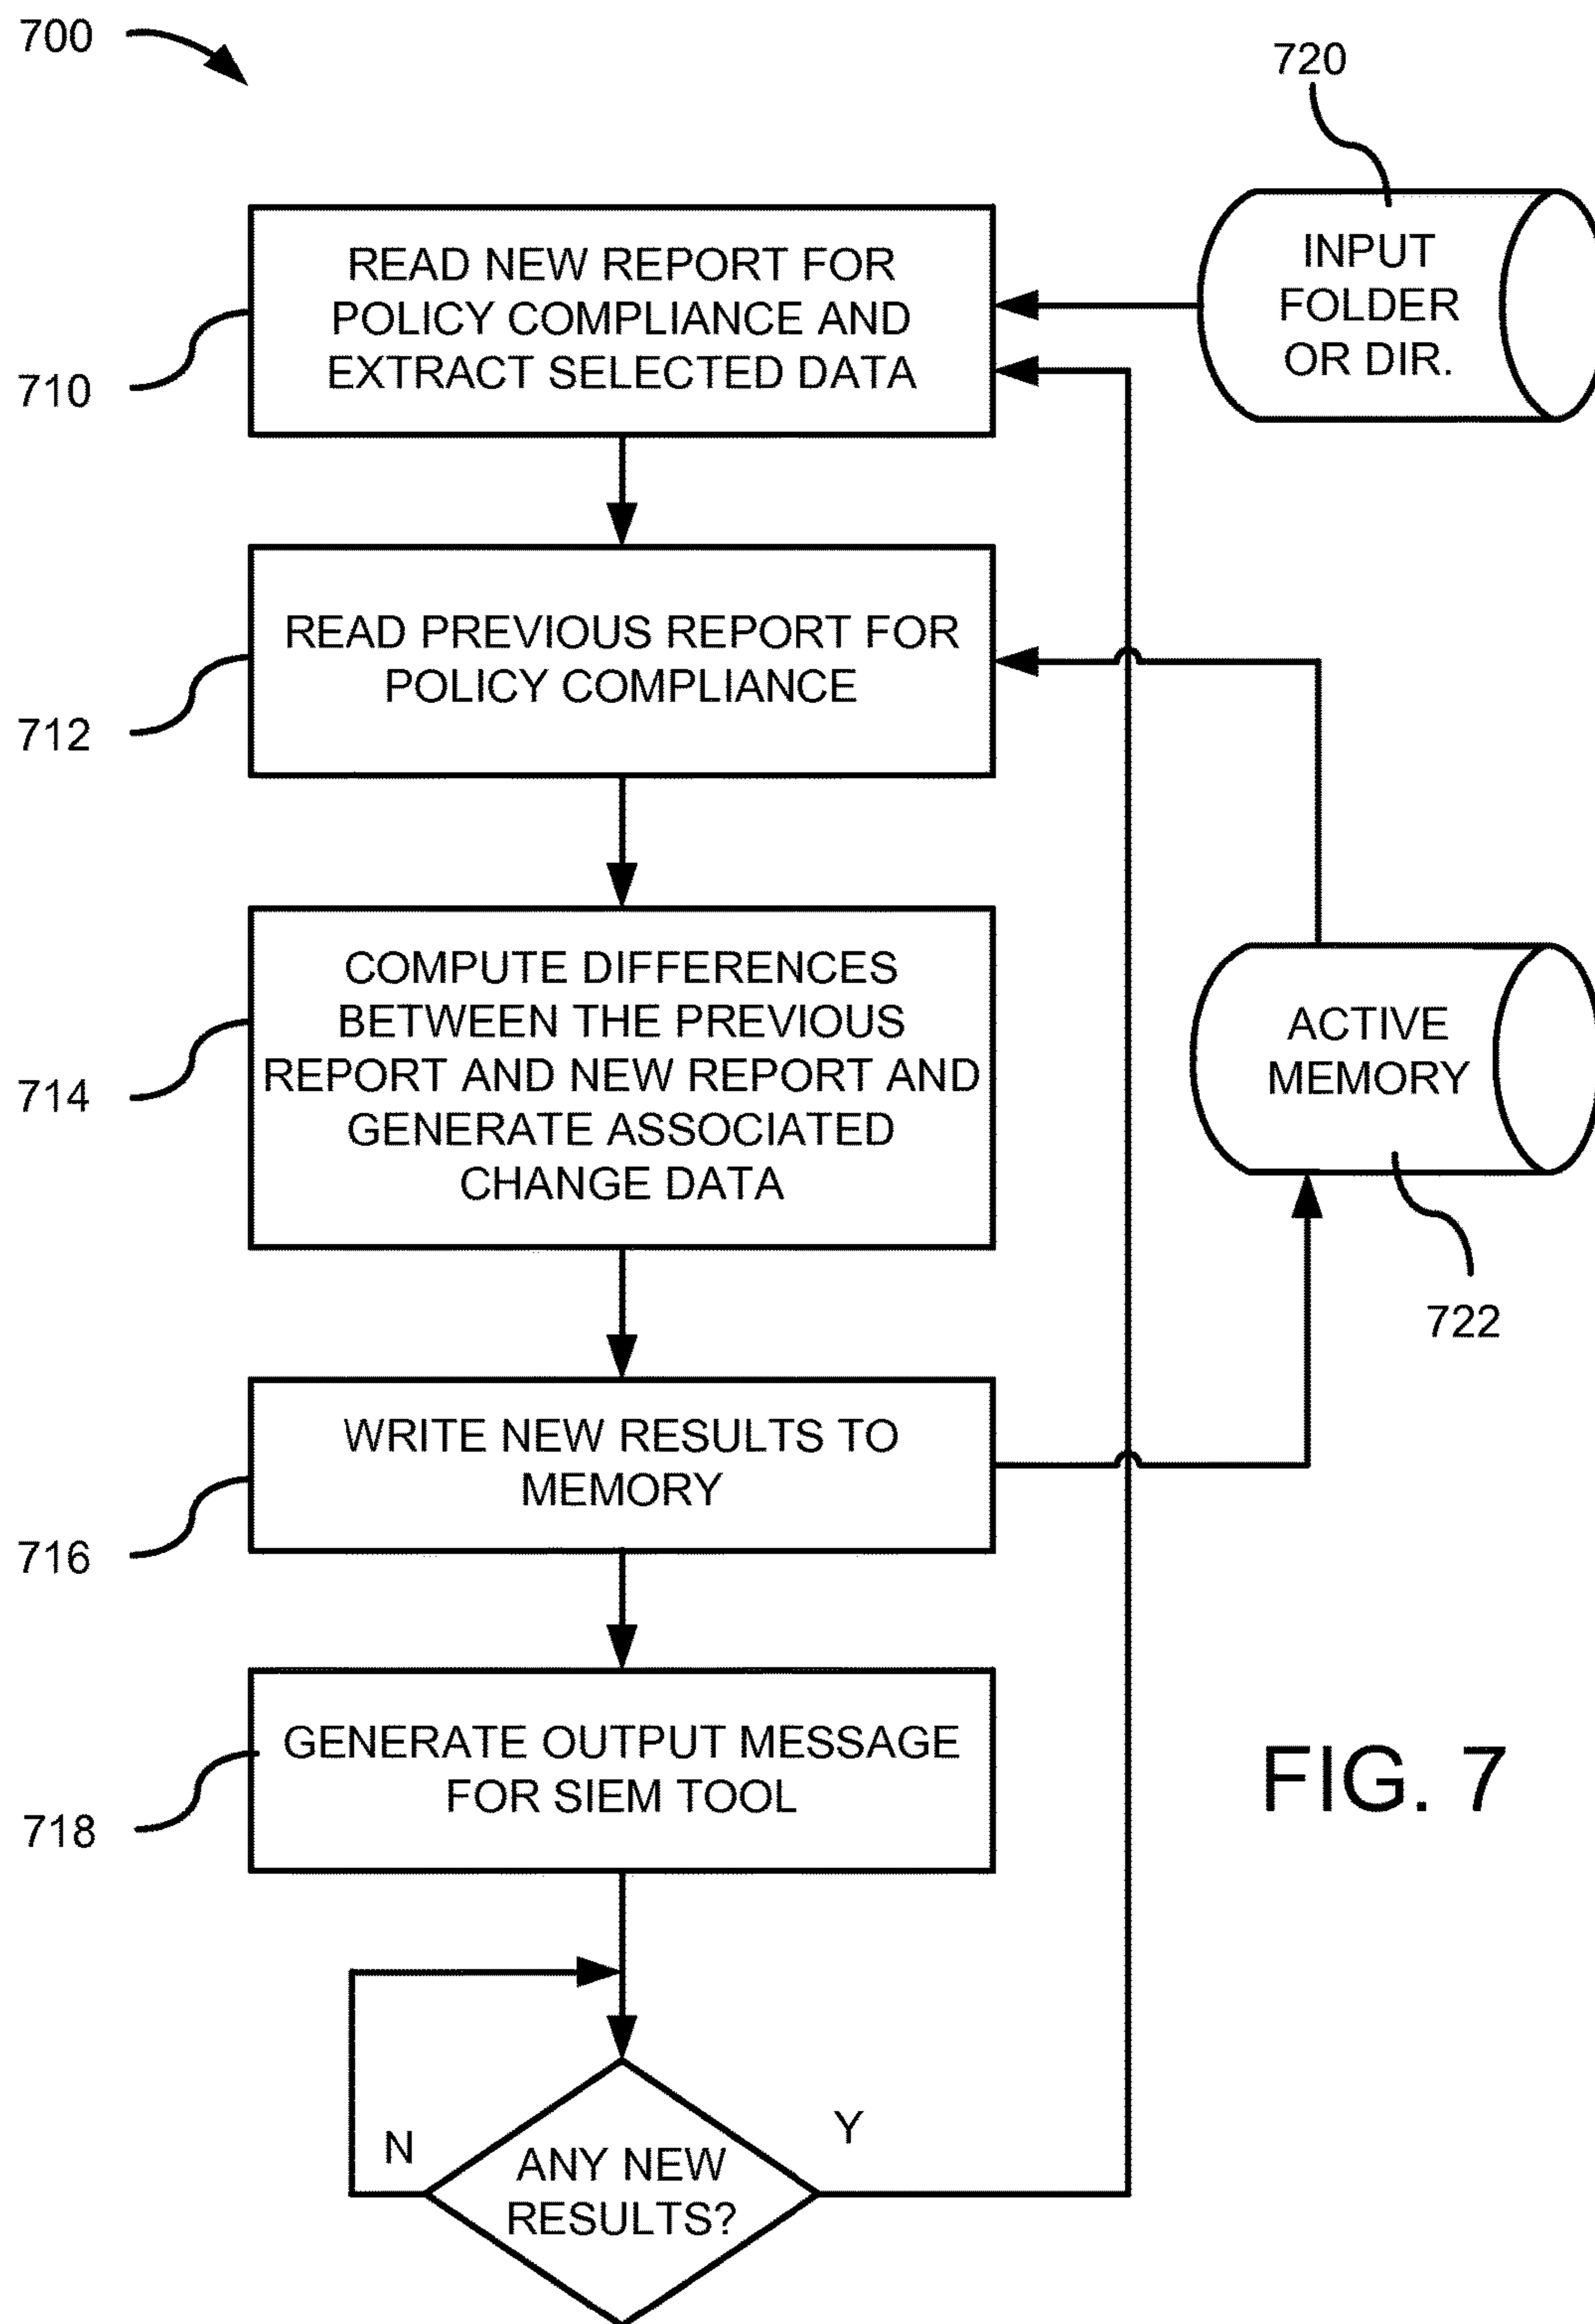 700
720
READ NEW REPORT FOR
POLICY COMPLIANCE AND
EXTRACT SELECTED DATA
710
INPUT
FOLDER
OR DIR.
READ PREVIOUS REPORT FOR
POLICY COMPLIANCE
712
COMPUTE DIFFERENCES
BETWEEN THE PREVIOUS
REPORT AND NEW REPORT AND
GENERATE ASSOCIATED
CHANGE DATA
714
ACTIVE
MEMORY
722
WRITE NEW RESULTS TO
MEMORY
716
GENERATE OUTPUT MESSAGE
FOR SIEM TOOL
718
FIG. 7
N
Y
ANY NEW
RESULTS?